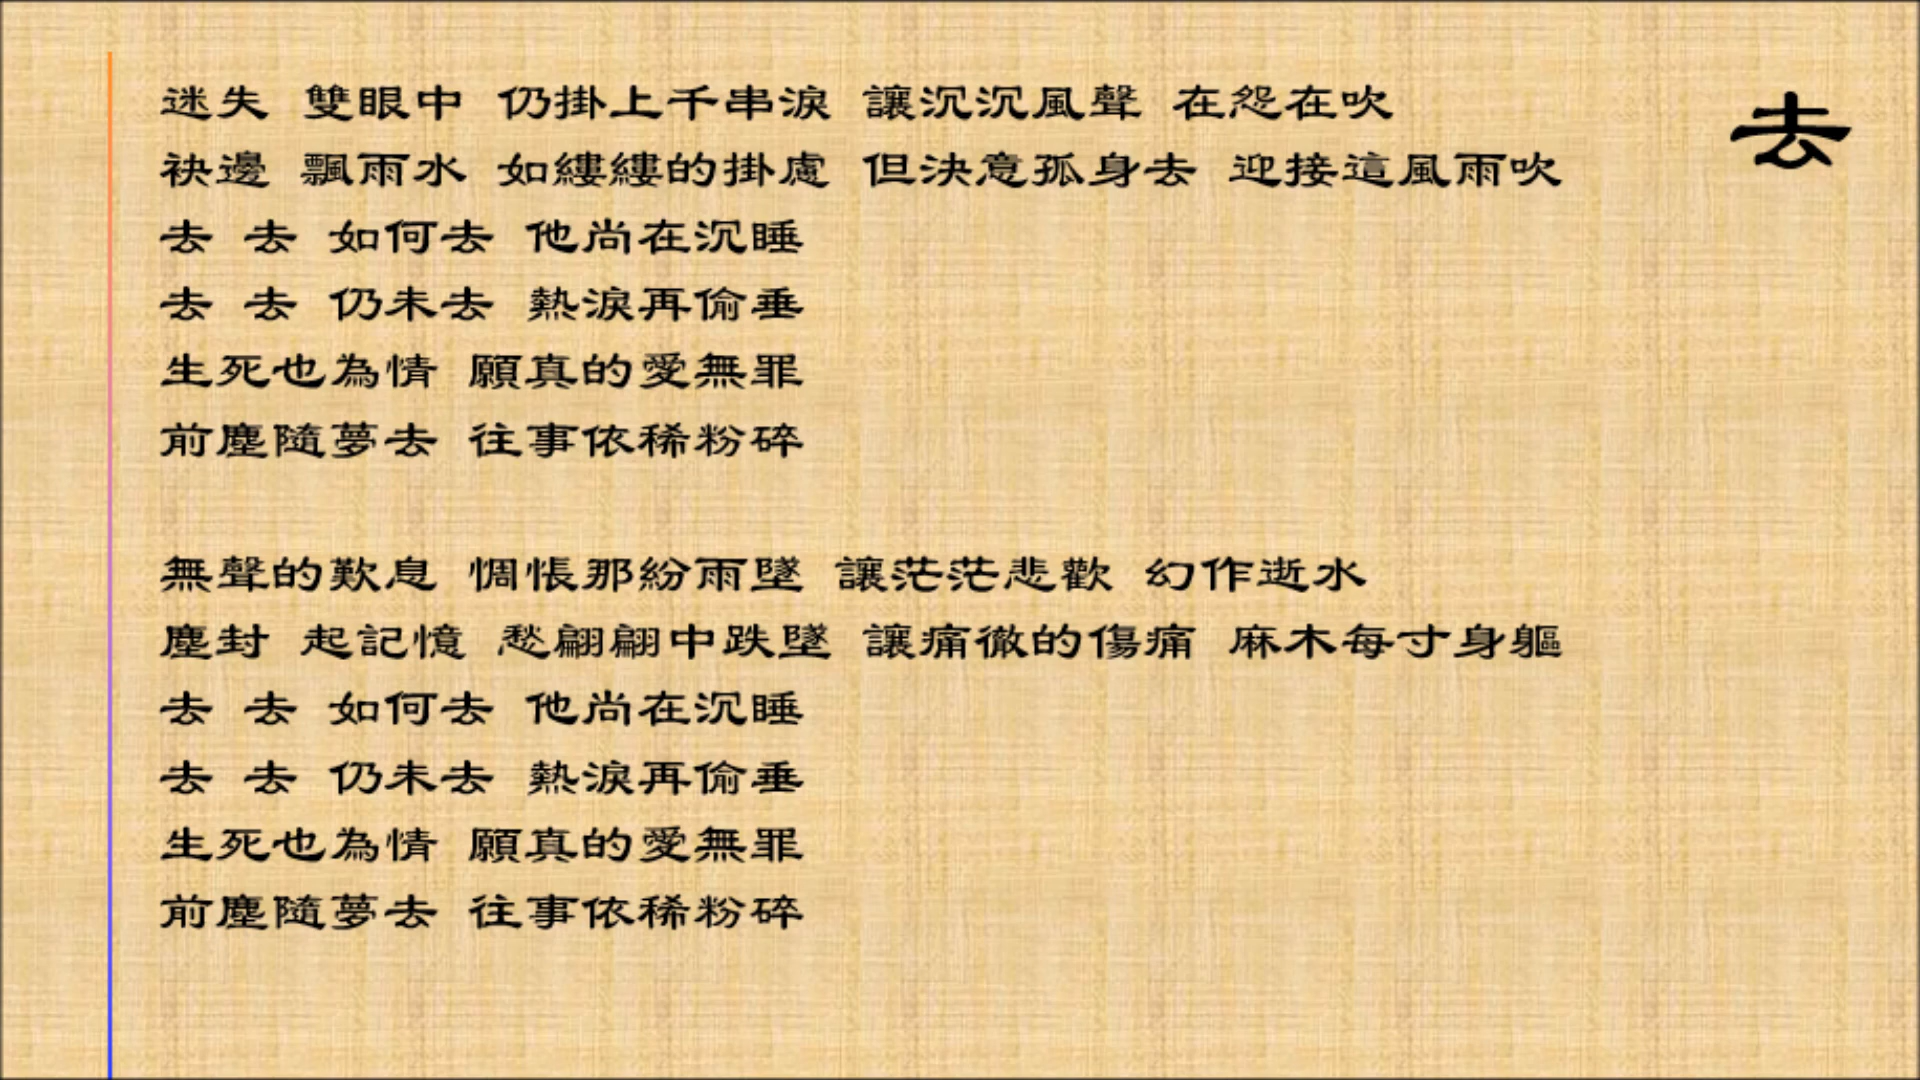 去
迷失 雙眼中 仍掛上千串淚 讓沉沉風聲 在怨在吹
袂邊 飄雨水 如縷縷的掛慮 但決意孤身去 迎接這風雨吹
去 去 如何去 他尚在沉睡
去 去 仍未去 熱淚再偷垂
生死也為情 願真的愛無罪
前塵隨夢去 往事依稀粉碎
無聲的歎息 惆悵那紛雨墜 讓茫茫悲歡 幻作逝水
塵封 起記憶 愁翩翩中跌墜 讓痛徹的傷痛 麻木每寸身軀
去 去 如何去 他尚在沉睡
去 去 仍未去 熱淚再偷垂
生死也為情 願真的愛無罪
前塵隨夢去 往事依稀粉碎